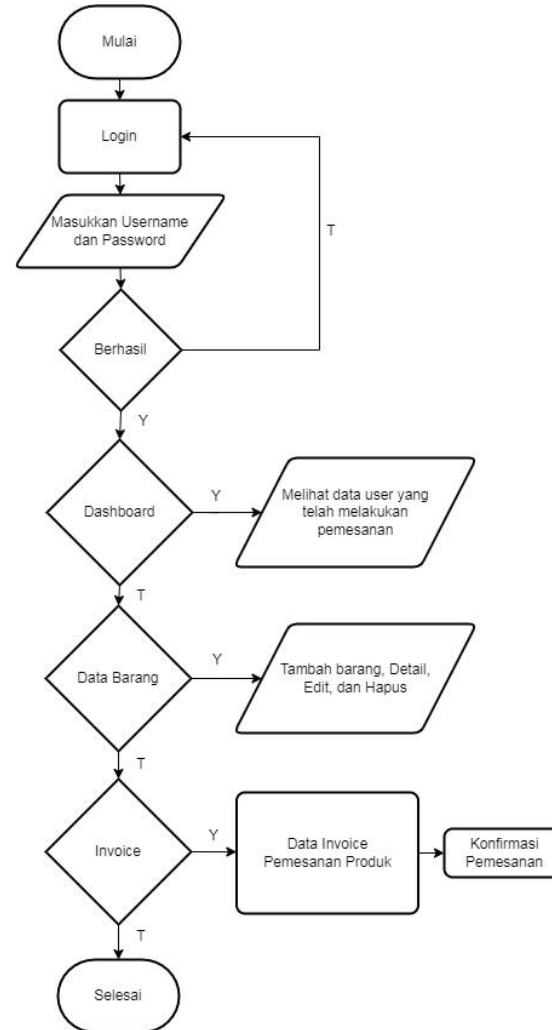 Mulai
Login
Masukkan Username
dan Password
T
Berhasil
Y
Dashboard
Y
Melihat data user yang
telah melakukan
pemesanan
T
Data Barang
Y
Tambah barang, Detail,
Edit, dan Hapus
T
Invoice
Y
Data Invoice
Pemesanan Produk
Konfirmasi
Pemesanan
T
Selesai